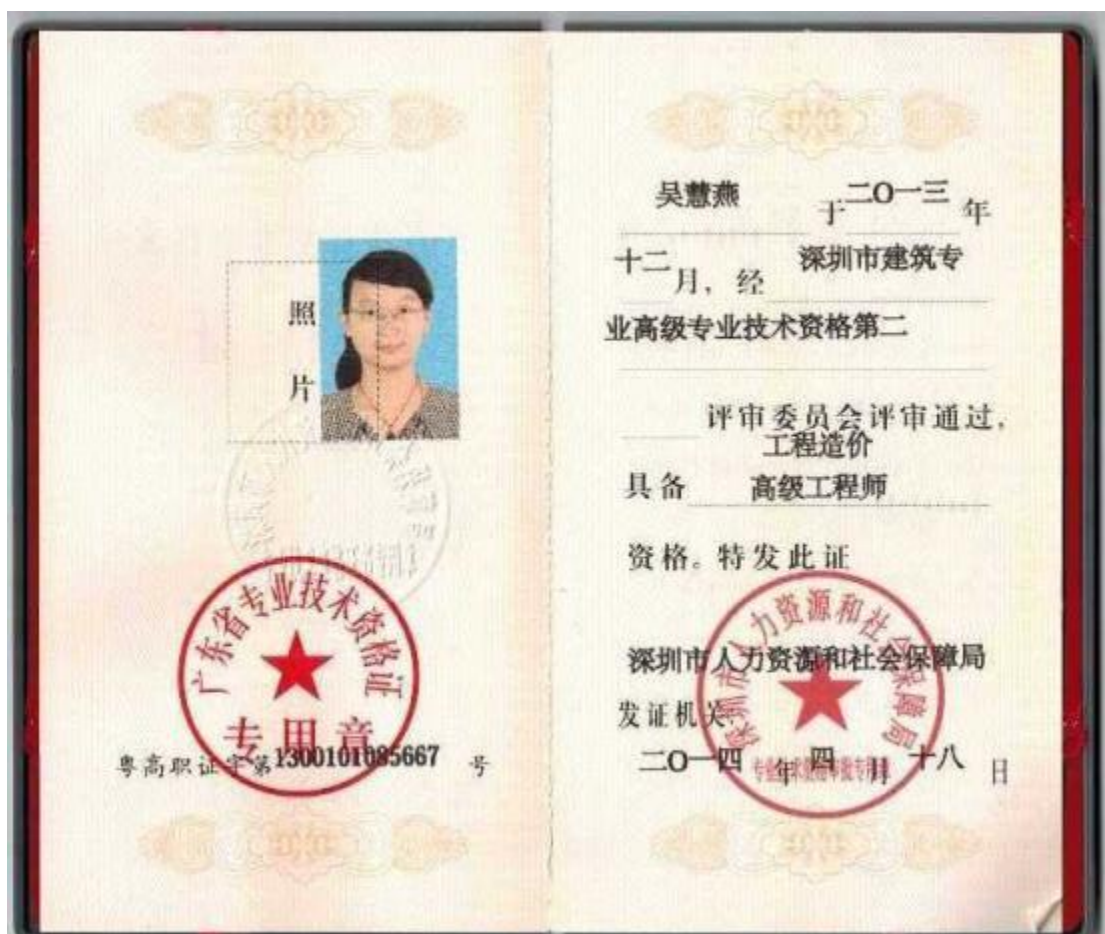 照
片
广东省专业技术资格证
专用章
粤高职证字第1300101085667号
吴慧燕 于二O一三年
十二月，经 深圳市建筑专
业高级专业技术资格第二
评审委员会评审通过，
工程造价
具备 高级工程师
资格。特发此证
深圳市人力资源和社会保障局
深圳市人力资源和社会保障局
发证机关
二O一四年四月十八日